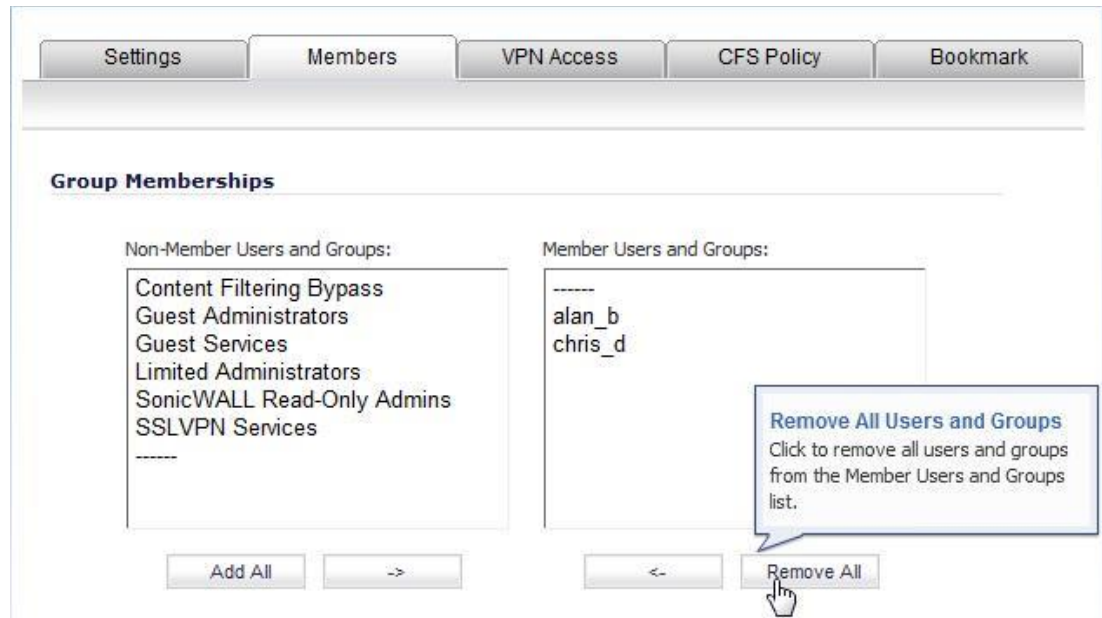 Settings
Members
VPN Access
CFS Policy
Bookmark
Group Memberships
Non-Member Users and Groups:
Content Filtering Bypass
Guest Administrators
Guest Services
Limited Administrators
SonicWALL Read-Only Admins
SSLVPN Services
------
Member Users and Groups:
------
alan_b
chris_d
Remove All Users and Groups
Click to remove all users and groups
from the Member Users and Groups
list.
Add All
->
<-
Remove All